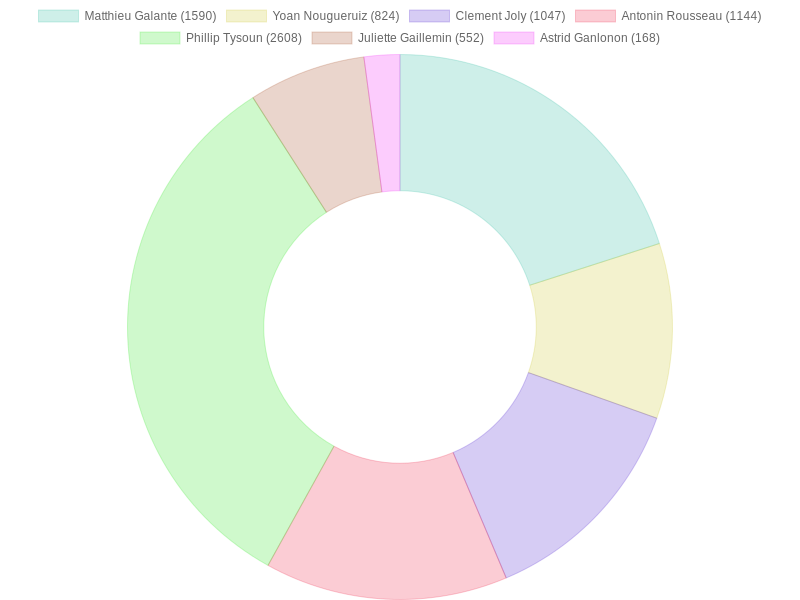 Matthieu Galante (1590) Yoan Nougueruiz (824) Clement Joly (1047) Antonin Rousseau (1144)
Phillip Tysoun (2608) Juliette Gaillemin (552) Astrid Ganlonon (168)